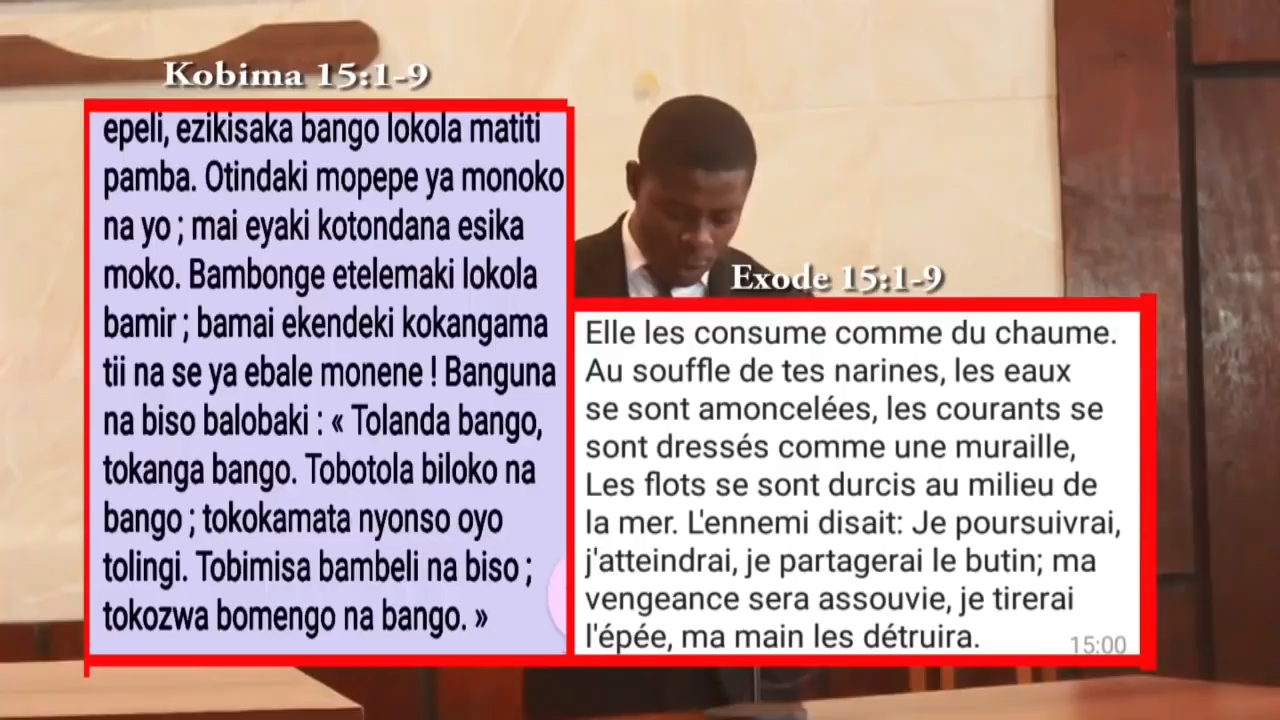 Kobima 15:1-9
epeli, ezikisaka bango lokola matiti
pamba. Otindaki mopepe ya monoko
na yo ; mai eyaki kotondana esika
moko. Bambonge etelemaki lokola
bamir ; bamai ekendeki kokangama
tii na se ya ebale monene ! Banguna
na biso balobaki : « Tolanda bango,
tokanga bango. Tobotola biloko na
bango ; tokokamata nyonso oyo
tolingi. Tobimisa bambeli na biso ;
tokozwa bomengo na bango. »
Exode 15:1-9
Elle les consume comme du chaume.
Au souffle de tes narines, les eaux
se sont amoncelées, les courants se
sont dressés comme une muraille,
Les flots se sont durcis au milieu de
la mer. L'ennemi disait: Je poursuivrai,
j'atteindrai, je partagerai le butin; ma
vengeance sera assouvie, je tirerai
l'épée, ma main les détruira.
15:00